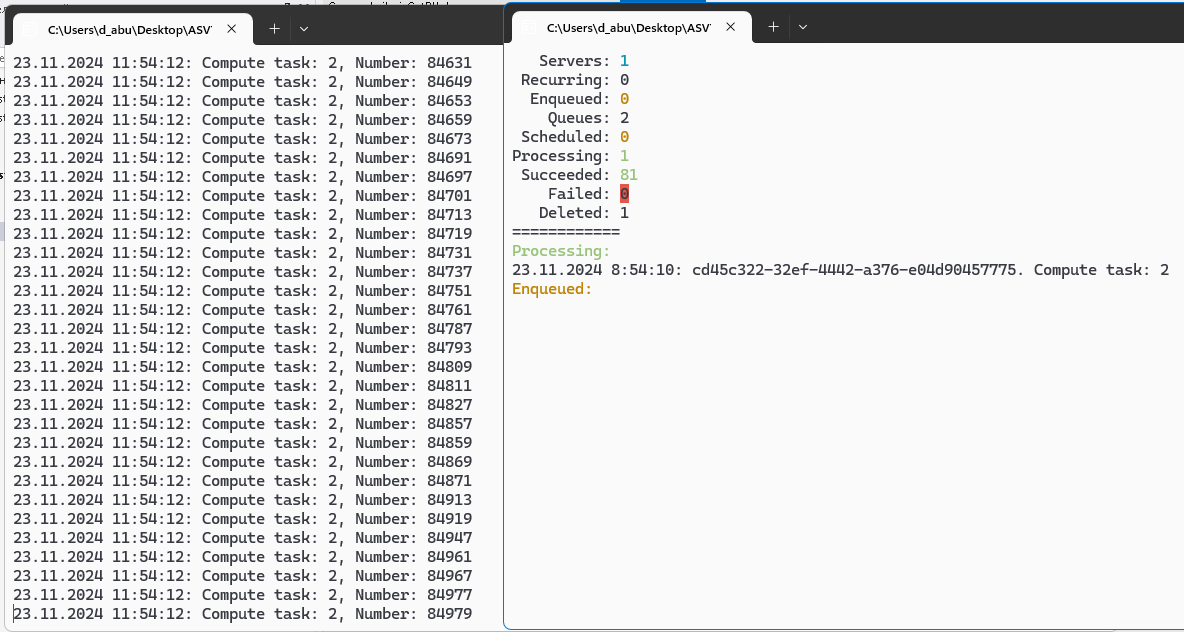 C:\Users\d_abu\Desktop\ASV
23.11.2024 11:54:12: Compute task: 2, Number: 84631
23.11.2024 11:54:12: Compute task: 2, Number: 84649
23.11.2024 11:54:12: Compute task: 2, Number: 84653
23.11.2024 11:54:12: Compute task: 2, Number: 84659
23.11.2024 11:54:12: Compute task: 2, Number: 84673
23.11.2024 11:54:12: Compute task: 2, Number: 84691
23.11.2024 11:54:12: Compute task: 2, Number: 84697
23.11.2024 11:54:12: Compute task: 2, Number: 84701
23.11.2024 11:54:12: Compute task: 2, Number: 84713
23.11.2024 11:54:12: Compute task: 2, Number: 84719
23.11.2024 11:54:12: Compute task: 2, Number: 84731
23.11.2024 11:54:12: Compute task: 2, Number: 84737
23.11.2024 11:54:12: Compute task: 2, Number: 84751
23.11.2024 11:54:12: Compute task: 2, Number: 84761
23.11.2024 11:54:12: Compute task: 2, Number: 84787
23.11.2024 11:54:12: Compute task: 2, Number: 84793
23.11.2024 11:54:12: Compute task: 2, Number: 84809
23.11.2024 11:54:12: Compute task: 2, Number: 84811
23.11.2024 11:54:12: Compute task: 2, Number: 84827
23.11.2024 11:54:12: Compute task: 2, Number: 84857
23.11.2024 11:54:12: Compute task: 2, Number: 84859
23.11.2024 11:54:12: Compute task: 2, Number: 84869
23.11.2024 11:54:12: Compute task: 2, Number: 84871
23.11.2024 11:54:12: Compute task: 2, Number: 84913
23.11.2024 11:54:12: Compute task: 2, Number: 84919
23.11.2024 11:54:12: Compute task: 2, Number: 84947
23.11.2024 11:54:12: Compute task: 2, Number: 84961
23.11.2024 11:54:12: Compute task: 2, Number: 84967
23.11.2024 11:54:12: Compute task: 2, Number: 84977
23.11.2024 11:54:12: Compute task: 2, Number: 84979
C:\Users\d_abu\Desktop\ASV
Servers: 1
Recurring: 0
Enqueued: 0
Queues: 2
Scheduled: 0
Processing: 1
Succeeded: 81
Failed: 0
Deleted: 1
============
Processing:
23.11.2024 8:54:10: cd45c322-32ef-4442-a376-e04d90457775. Compute task: 2
Enqueued: